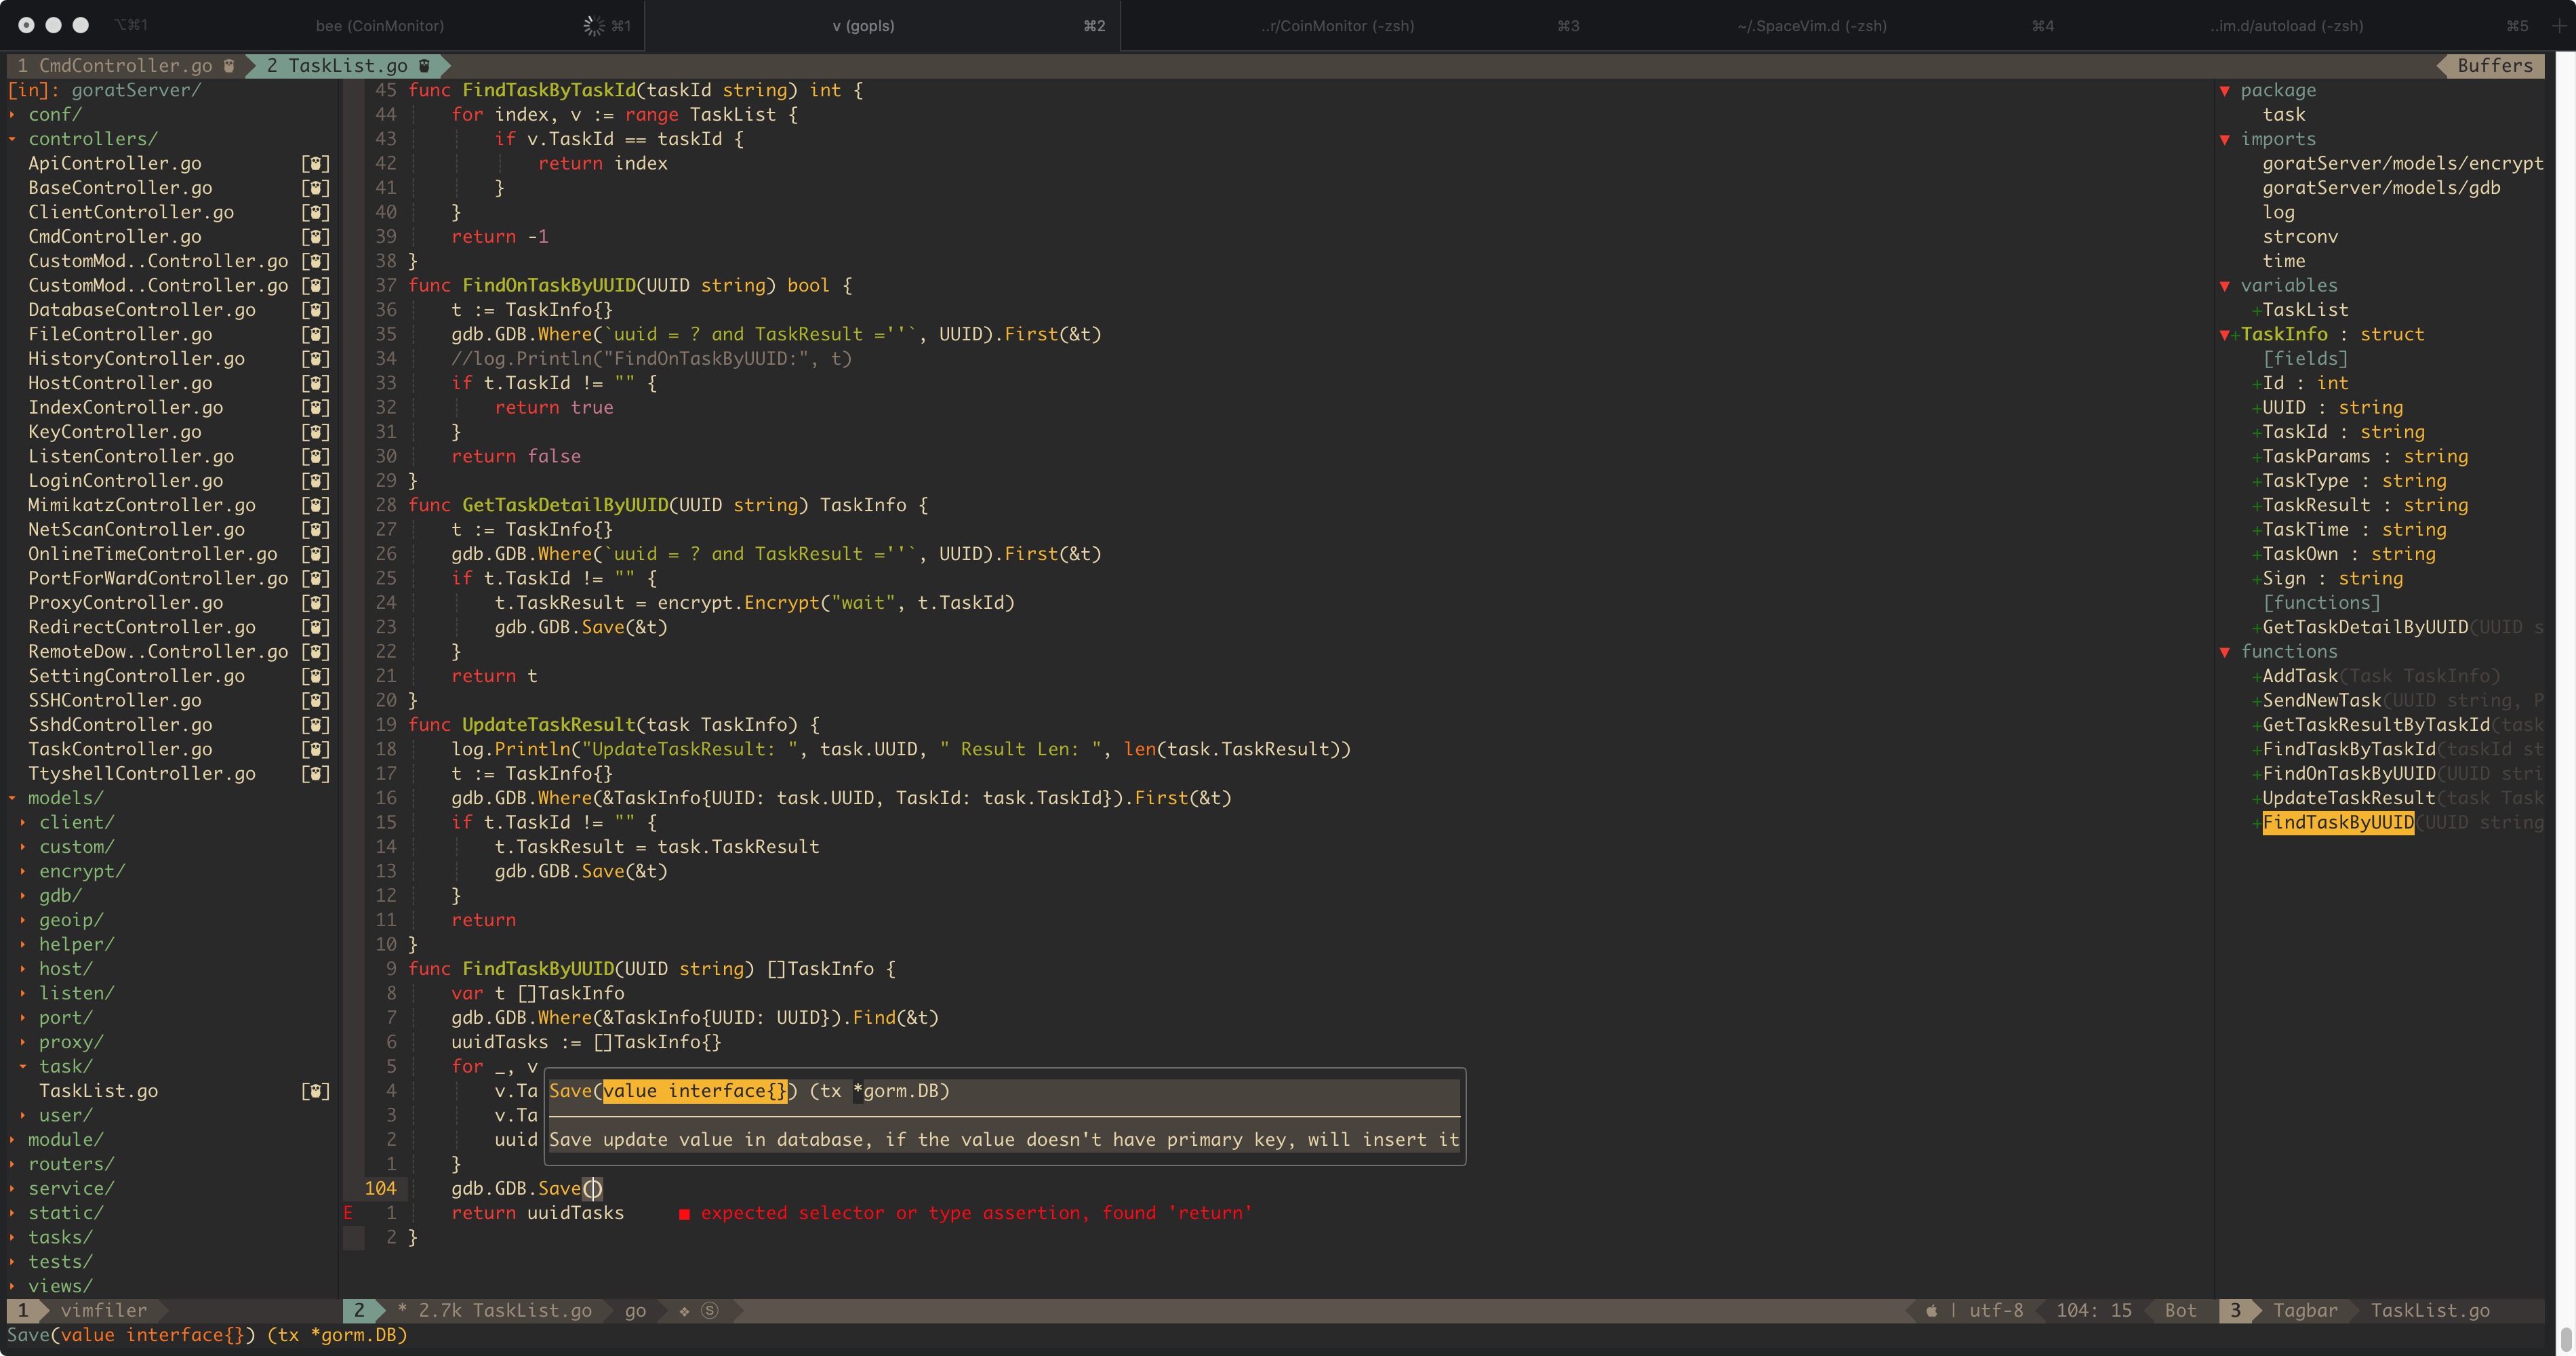 ⌥⌘1 bee (CoinMonitor) ⌘1 v (gopls) ⌘2 ..r/CoinMonitor (-zsh) ⌘3 ~/.SpaceVim.d (-zsh) ⌘4 ..im.d/autoload (-zsh) ⌘5
1 CmdController.go 2 TaskList.go Buffers
[in]: goratServer/
▸ conf/
▾ controllers/
ApiController.go
BaseController.go
ClientController.go
CmdController.go
CustomMod..Controller.go
CustomMod..Controller.go
DatabaseController.go
FileController.go
HistoryController.go
HostController.go
IndexController.go
KeyController.go
ListenController.go
LoginController.go
MimikatzController.go
NetScanController.go
OnlineTimeController.go
PortForWardController.go
ProxyController.go
RedirectController.go
RemoteDow..Controller.go
SettingController.go
SSHController.go
SshdController.go
TaskController.go
TtyshellController.go
▾ models/
▸ client/
▸ custom/
▸ encrypt/
▸ gdb/
▸ geoip/
▸ helper/
▸ host/
▸ listen/
▸ port/
▸ proxy/
▾ task/
TaskList.go
▸ user/
▸ module/
▸ routers/
▸ service/
▸ static/
▸ tasks/
▸ tests/
▸ views/
45 func FindTaskByTaskId(taskId string) int {
44 for index, v := range TaskList {
43 if v.TaskId == taskId {
42 return index
41 }
40 }
39 return -1
38 }
37 func FindOnTaskByUUID(UUID string) bool {
36 t := TaskInfo{}
35 gdb.GDB.Where(`uuid = ? and TaskResult =''`, UUID).First(&t)
34 //log.Println("FindOnTaskByUUID:", t)
33 if t.TaskId != "" {
32 return true
31 }
30 return false
29 }
28 func GetTaskDetailByUUID(UUID string) TaskInfo {
27 t := TaskInfo{}
26 gdb.GDB.Where(`uuid = ? and TaskResult =''`, UUID).First(&t)
25 if t.TaskId != "" {
24 t.TaskResult = encrypt.Encrypt("wait", t.TaskId)
23 gdb.GDB.Save(&t)
22 }
21 return t
20 }
19 func UpdateTaskResult(task TaskInfo) {
18 log.Println("UpdateTaskResult: ", task.UUID, " Result Len: ", len(task.TaskResult))
17 t := TaskInfo{}
16 gdb.GDB.Where(&TaskInfo{UUID: task.UUID, TaskId: task.TaskId}).First(&t)
15 if t.TaskId != "" {
14 t.TaskResult = task.TaskResult
13 gdb.GDB.Save(&t)
12 }
11 return
10 }
9 func FindTaskByUUID(UUID string) []TaskInfo {
8 var t []TaskInfo
7 gdb.GDB.Where(&TaskInfo{UUID: UUID}).Find(&t)
6 uuidTasks := []TaskInfo{}
5 for _, v
4 v.Ta Save(value interface{}) (tx *gorm.DB)
3 v.Ta
2 uuid Save update value in database, if the value doesn't have primary key, will insert it
1 }
104 gdb.GDB.Save()
E 1 return uuidTasks ■ expected selector or type assertion, found 'return'
2 }
▼ package
task
▼ imports
goratServer/models/encrypt
goratServer/models/gdb
log
strconv
time
▼ variables
+TaskList
▼+TaskInfo : struct
[fields]
+Id : int
+UUID : string
+TaskId : string
+TaskParams : string
+TaskType : string
+TaskResult : string
+TaskTime : string
+TaskOwn : string
+Sign : string
[functions]
+GetTaskDetailByUUID(UUID s
▼ functions
+AddTask(Task TaskInfo)
+SendNewTask(UUID string, P
+GetTaskResultByTaskId(task
+FindTaskByTaskId(taskId st
+FindOnTaskByUUID(UUID stri
+UpdateTaskResult(task Task
+FindTaskByUUID(UUID string
1 vimfiler 2 * 2.7k TaskList.go go ❖ Ⓢ | utf-8 104: 15 Bot 3 Tagbar TaskList.go
Save(value interface{}) (tx *gorm.DB)